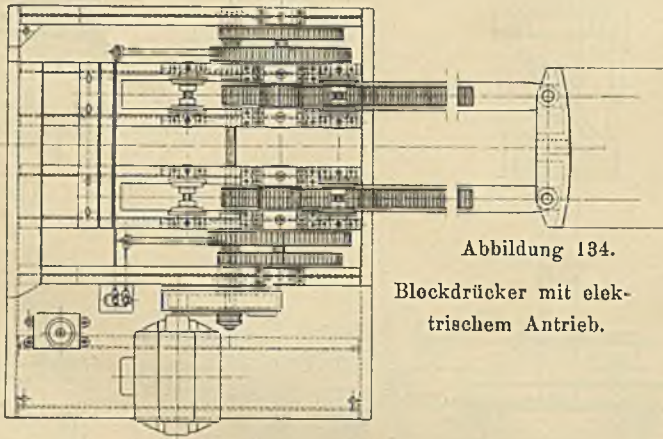 Abbildung 134.
Blockdrücker mit elek-
trischem Antrieb.